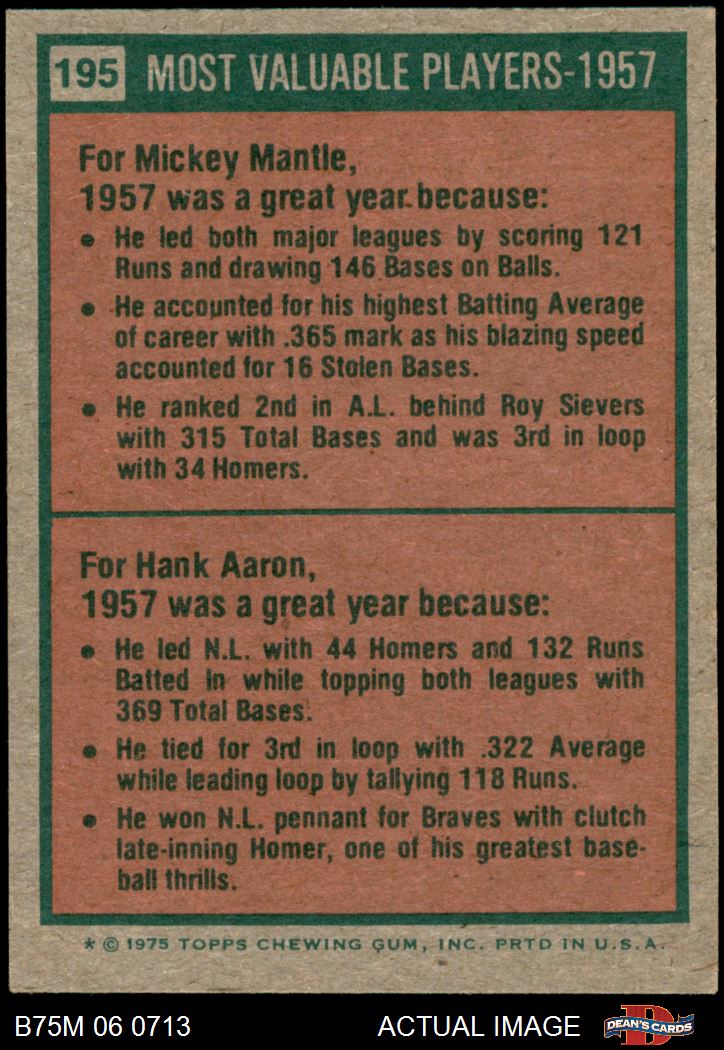 195 MOST VALUABLE PLAYERS-1957
For Mickey Mantle,
1957 was a great year because:
• He led both major leagues by scoring 121
Runs and drawing 146 Bases on Balls.
• He accounted for his highest Batting Average
of career with .365 mark as his blazing speed
accounted for 16 Stolen Bases.
• He ranked 2nd in A.L. behind Roy Sievers
with 315 Total Bases and was 3rd in loop
with 34 Homers.
For Hank Aaron,
1957 was a great year because:
• He led N.L. with 44 Homers and 132 Runs
Batted In while topping both leagues with
369 Total Bases.
• He tied for 3rd in loop with .322 Average
while leading loop by tallying 118 Runs.
• He won N.L. pennant for Braves with clutch
late-inning Homer, one of his greatest base-
ball thrills.
* © 1975 TOPPS CHEWING GUM, INC. PRTD IN U.S.A.
B75M 06 0713 ACTUAL IMAGE D DEAN'S CARDS